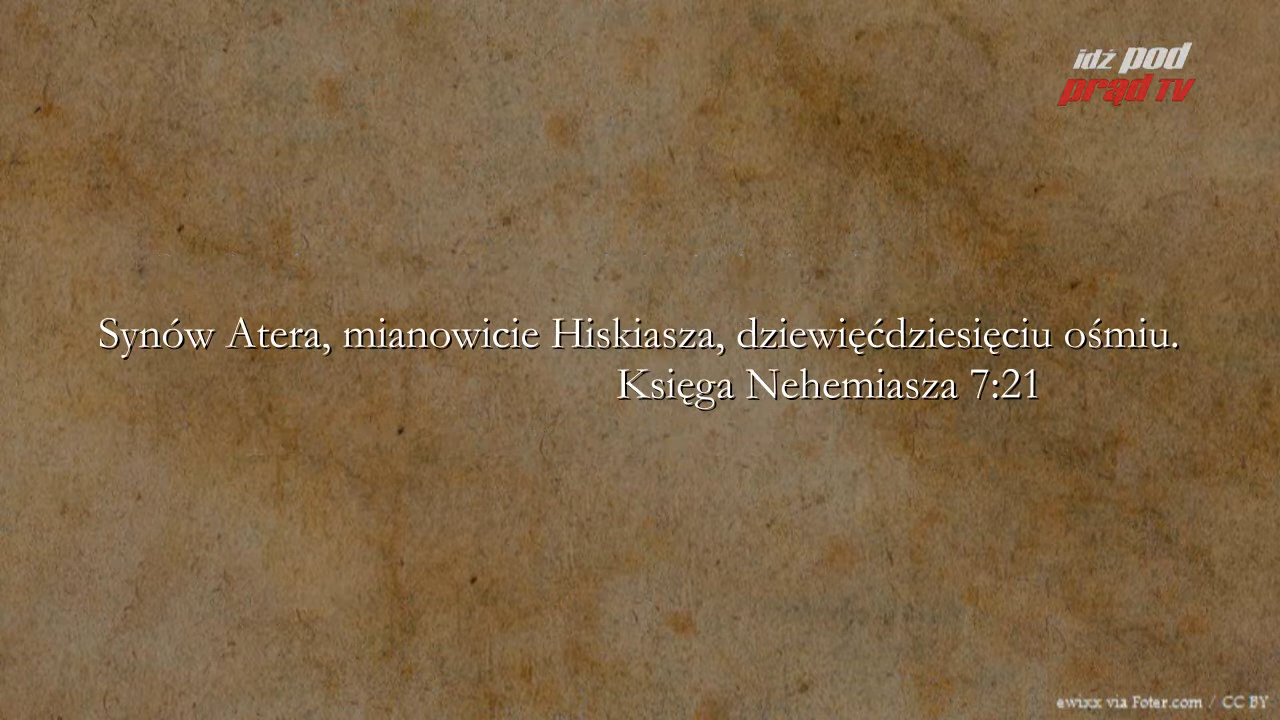 idź pod
prąd TV
Synów Atera, mianowicie Hiskiasza, dziewięćdziesięciu ośmiu.
Księga Nehemiasza 7:21
ewixx via Foter.com / CC BY